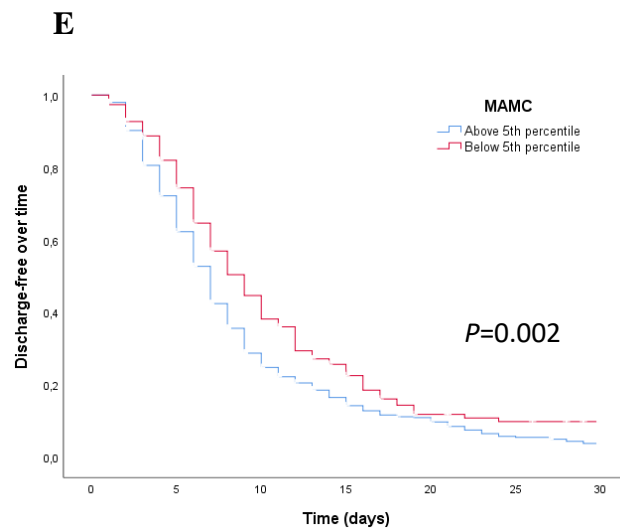 E
MAMC
Above 5th percentile
Below 5th percentile
1,0
0,8
0,6
0,4
0,2
0,0
P=0.002
Discharge-free over time
0 5 10 15 20 25 30
Time (days)